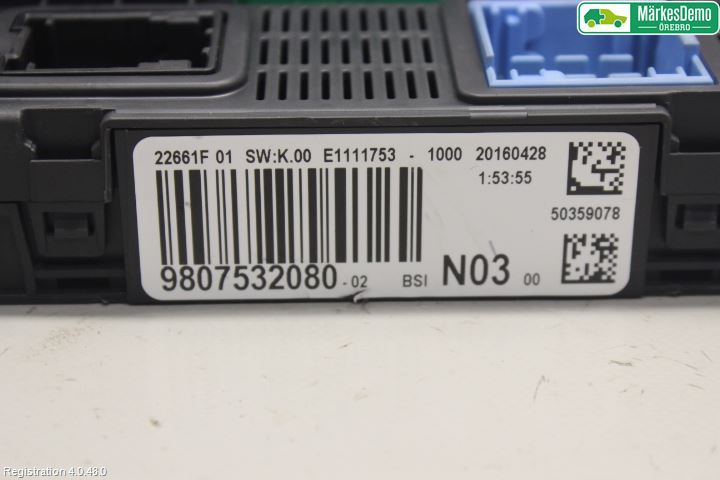 MärkesDemo
ÖREBRO
22661F 01 SW:K.00 E1111753 - 1000 20160428
1:53:55
50359078
9807532080 - 02 BSI N03 00
Registration 4.0.48.0